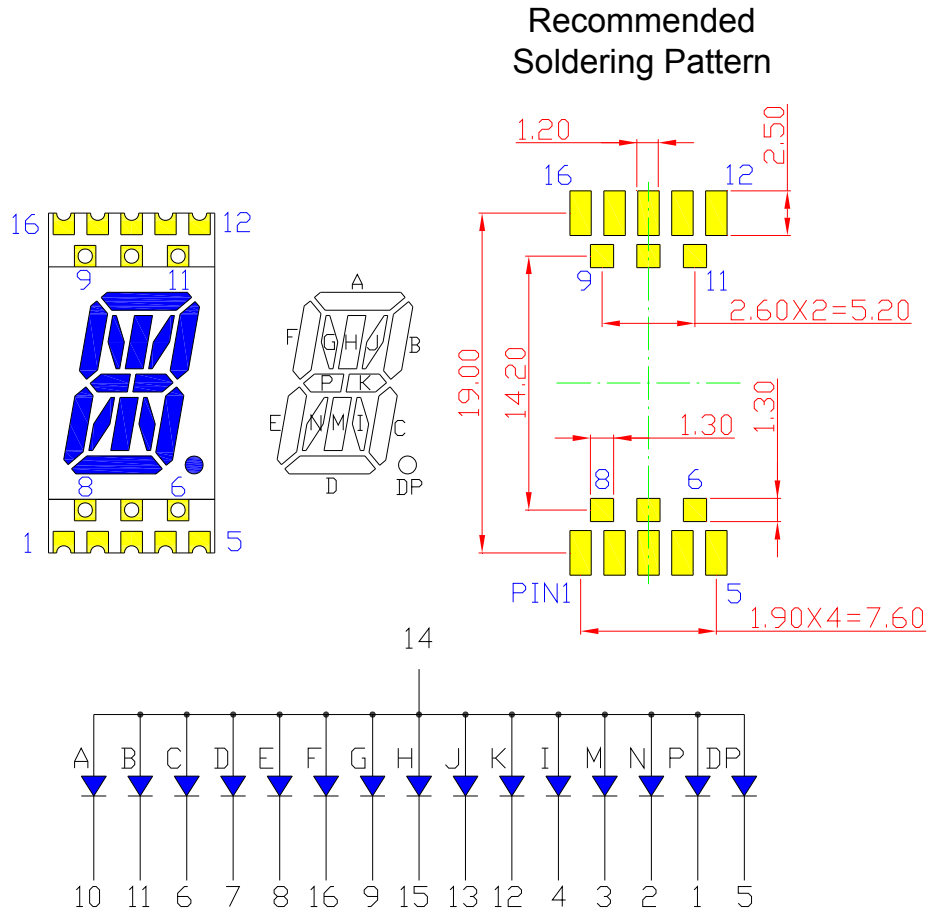 Recommended
Soldering Pattern
16
12
9
11
8
6
1
5
A
F
G
H
J
B
P
K
E
N
M
I
C
D
DP
1.20
2.50
16
12
9
11
2.60X2=5.20
19.00
14.20
1.30
1.30
8
6
PIN1
5
1.90X4=7.60
14
A B C D E F G H J K I M N P DP
10 11 6 7 8 16 9 15 13 12 4 3 2 1 5